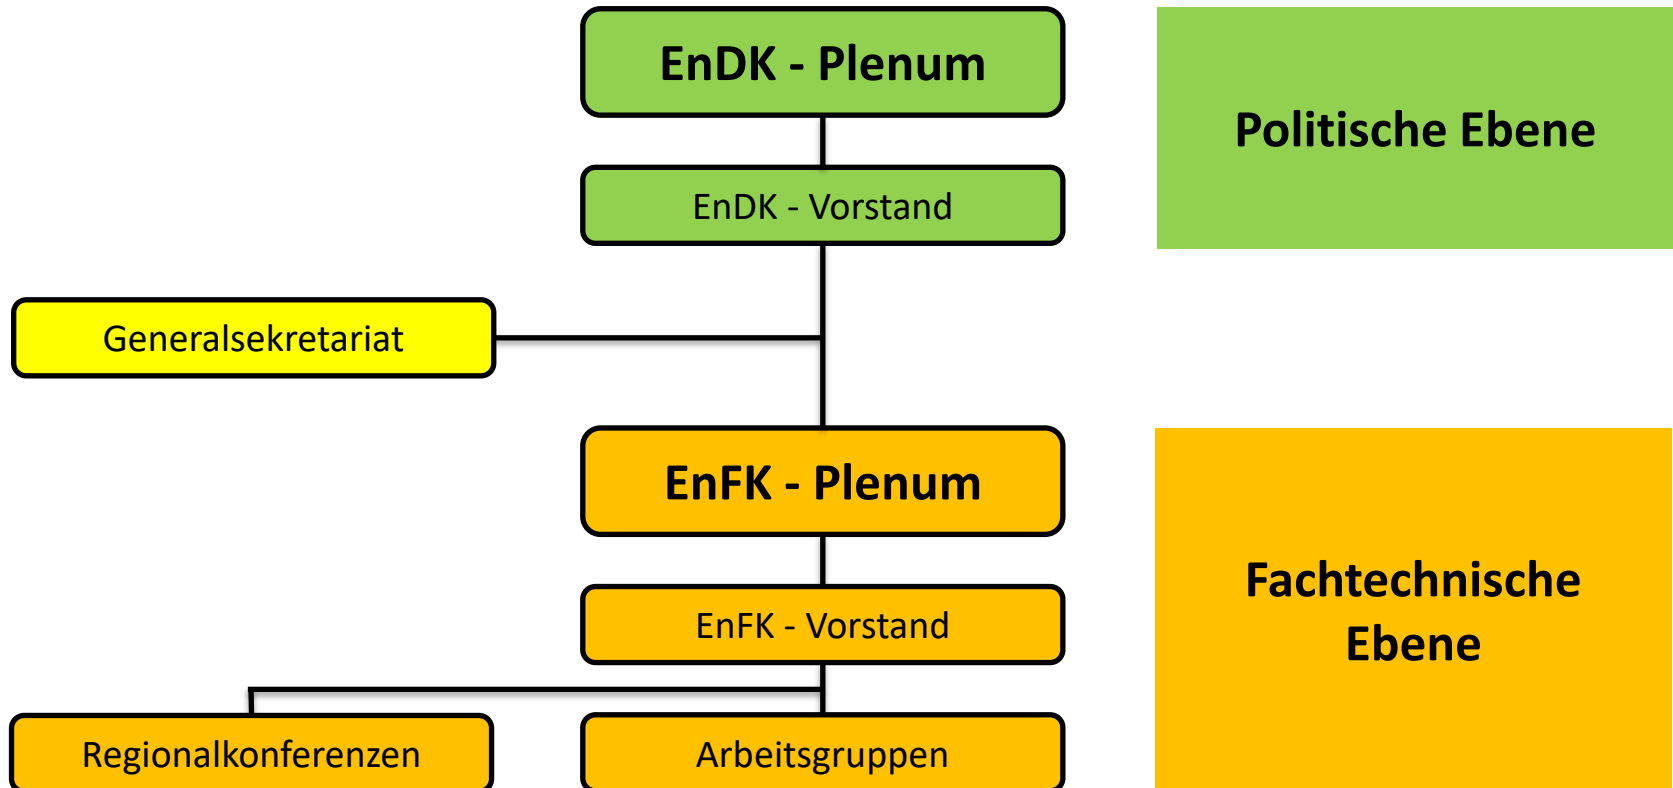 EnDK - Plenum
Politische Ebene
EnDK - Vorstand
Generalsekretariat
EnFK - Plenum
Fachtechnische
Ebene
EnFK - Vorstand
Regionalkonferenzen
Arbeitsgruppen